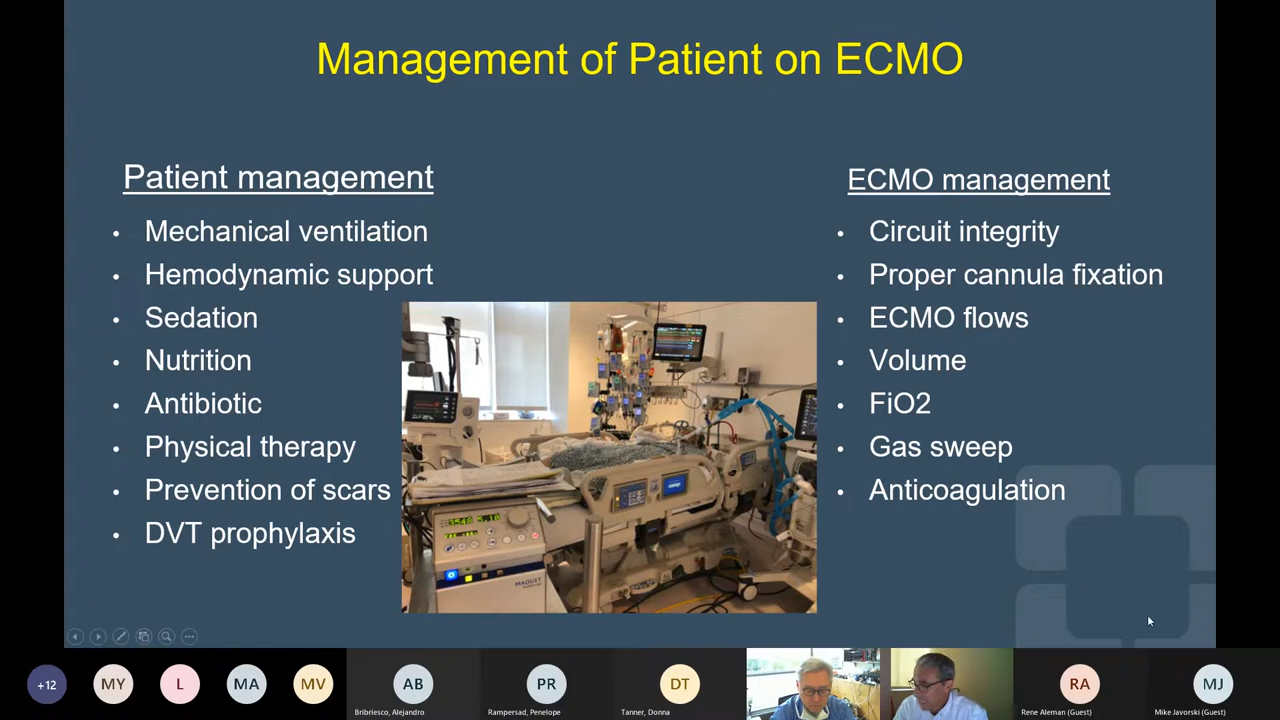 Management of Patient on ECMO
Patient management
• Mechanical ventilation
• Hemodynamic support
• Sedation
• Nutrition
• Antibiotic
• Physical therapy
• Prevention of scars
• DVT prophylaxis
ECMO management
• Circuit integrity
• Proper cannula fixation
• ECMO flows
• Volume
• FiO2
• Gas sweep
• Anticoagulation
MAQUET
+12
MY
L
MA
MV
AB
Bribriesco, Alejandro
PR
Rampersad, Penelope
DT
Tanner, Donna
RA
Rene Aleman (Guest)
MJ
Mike Javorski (Guest)